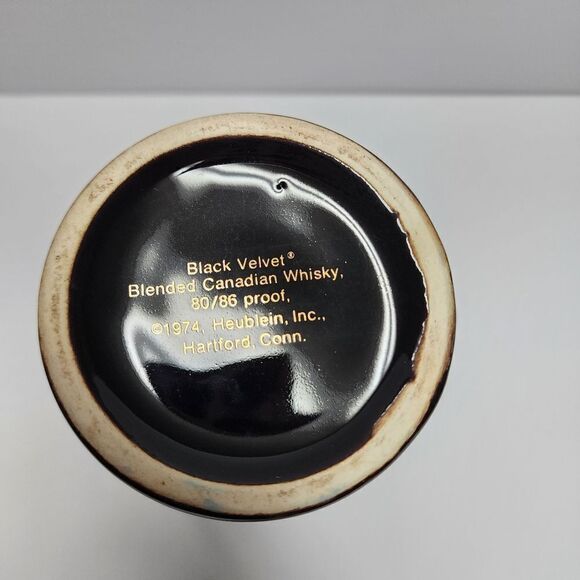 Black Velvet®
Blended Canadian Whisky,
80/86 proof,
©1974, Heublein, Inc.,
Hartford, Conn.